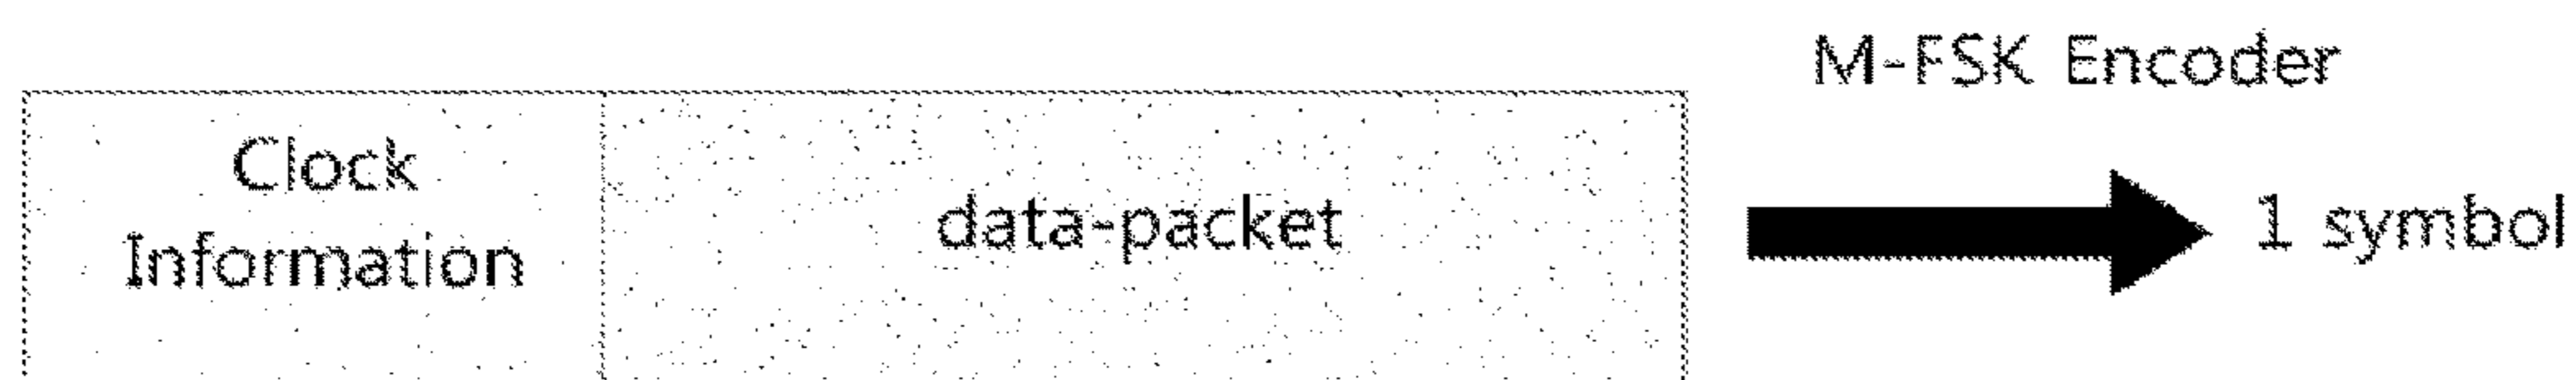 M-FSK Encoder
Clock
Information
data-packet
1 symbol